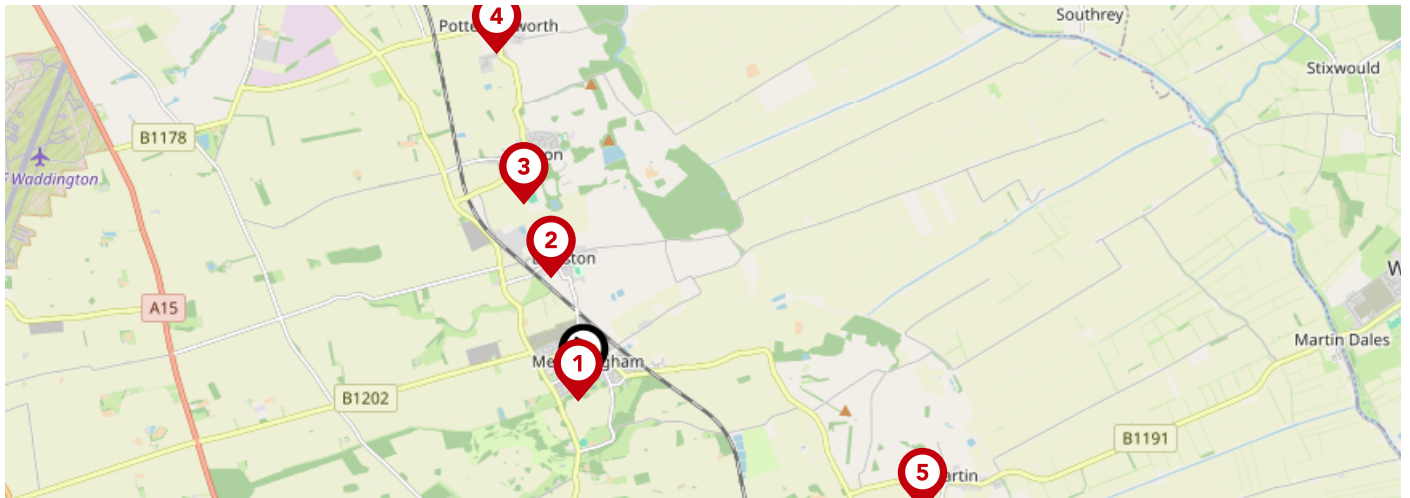 4
Southrey
Stixwould
B1178
Waddington
3
2
A15
Martin Dales
1
B1202
B1191
5